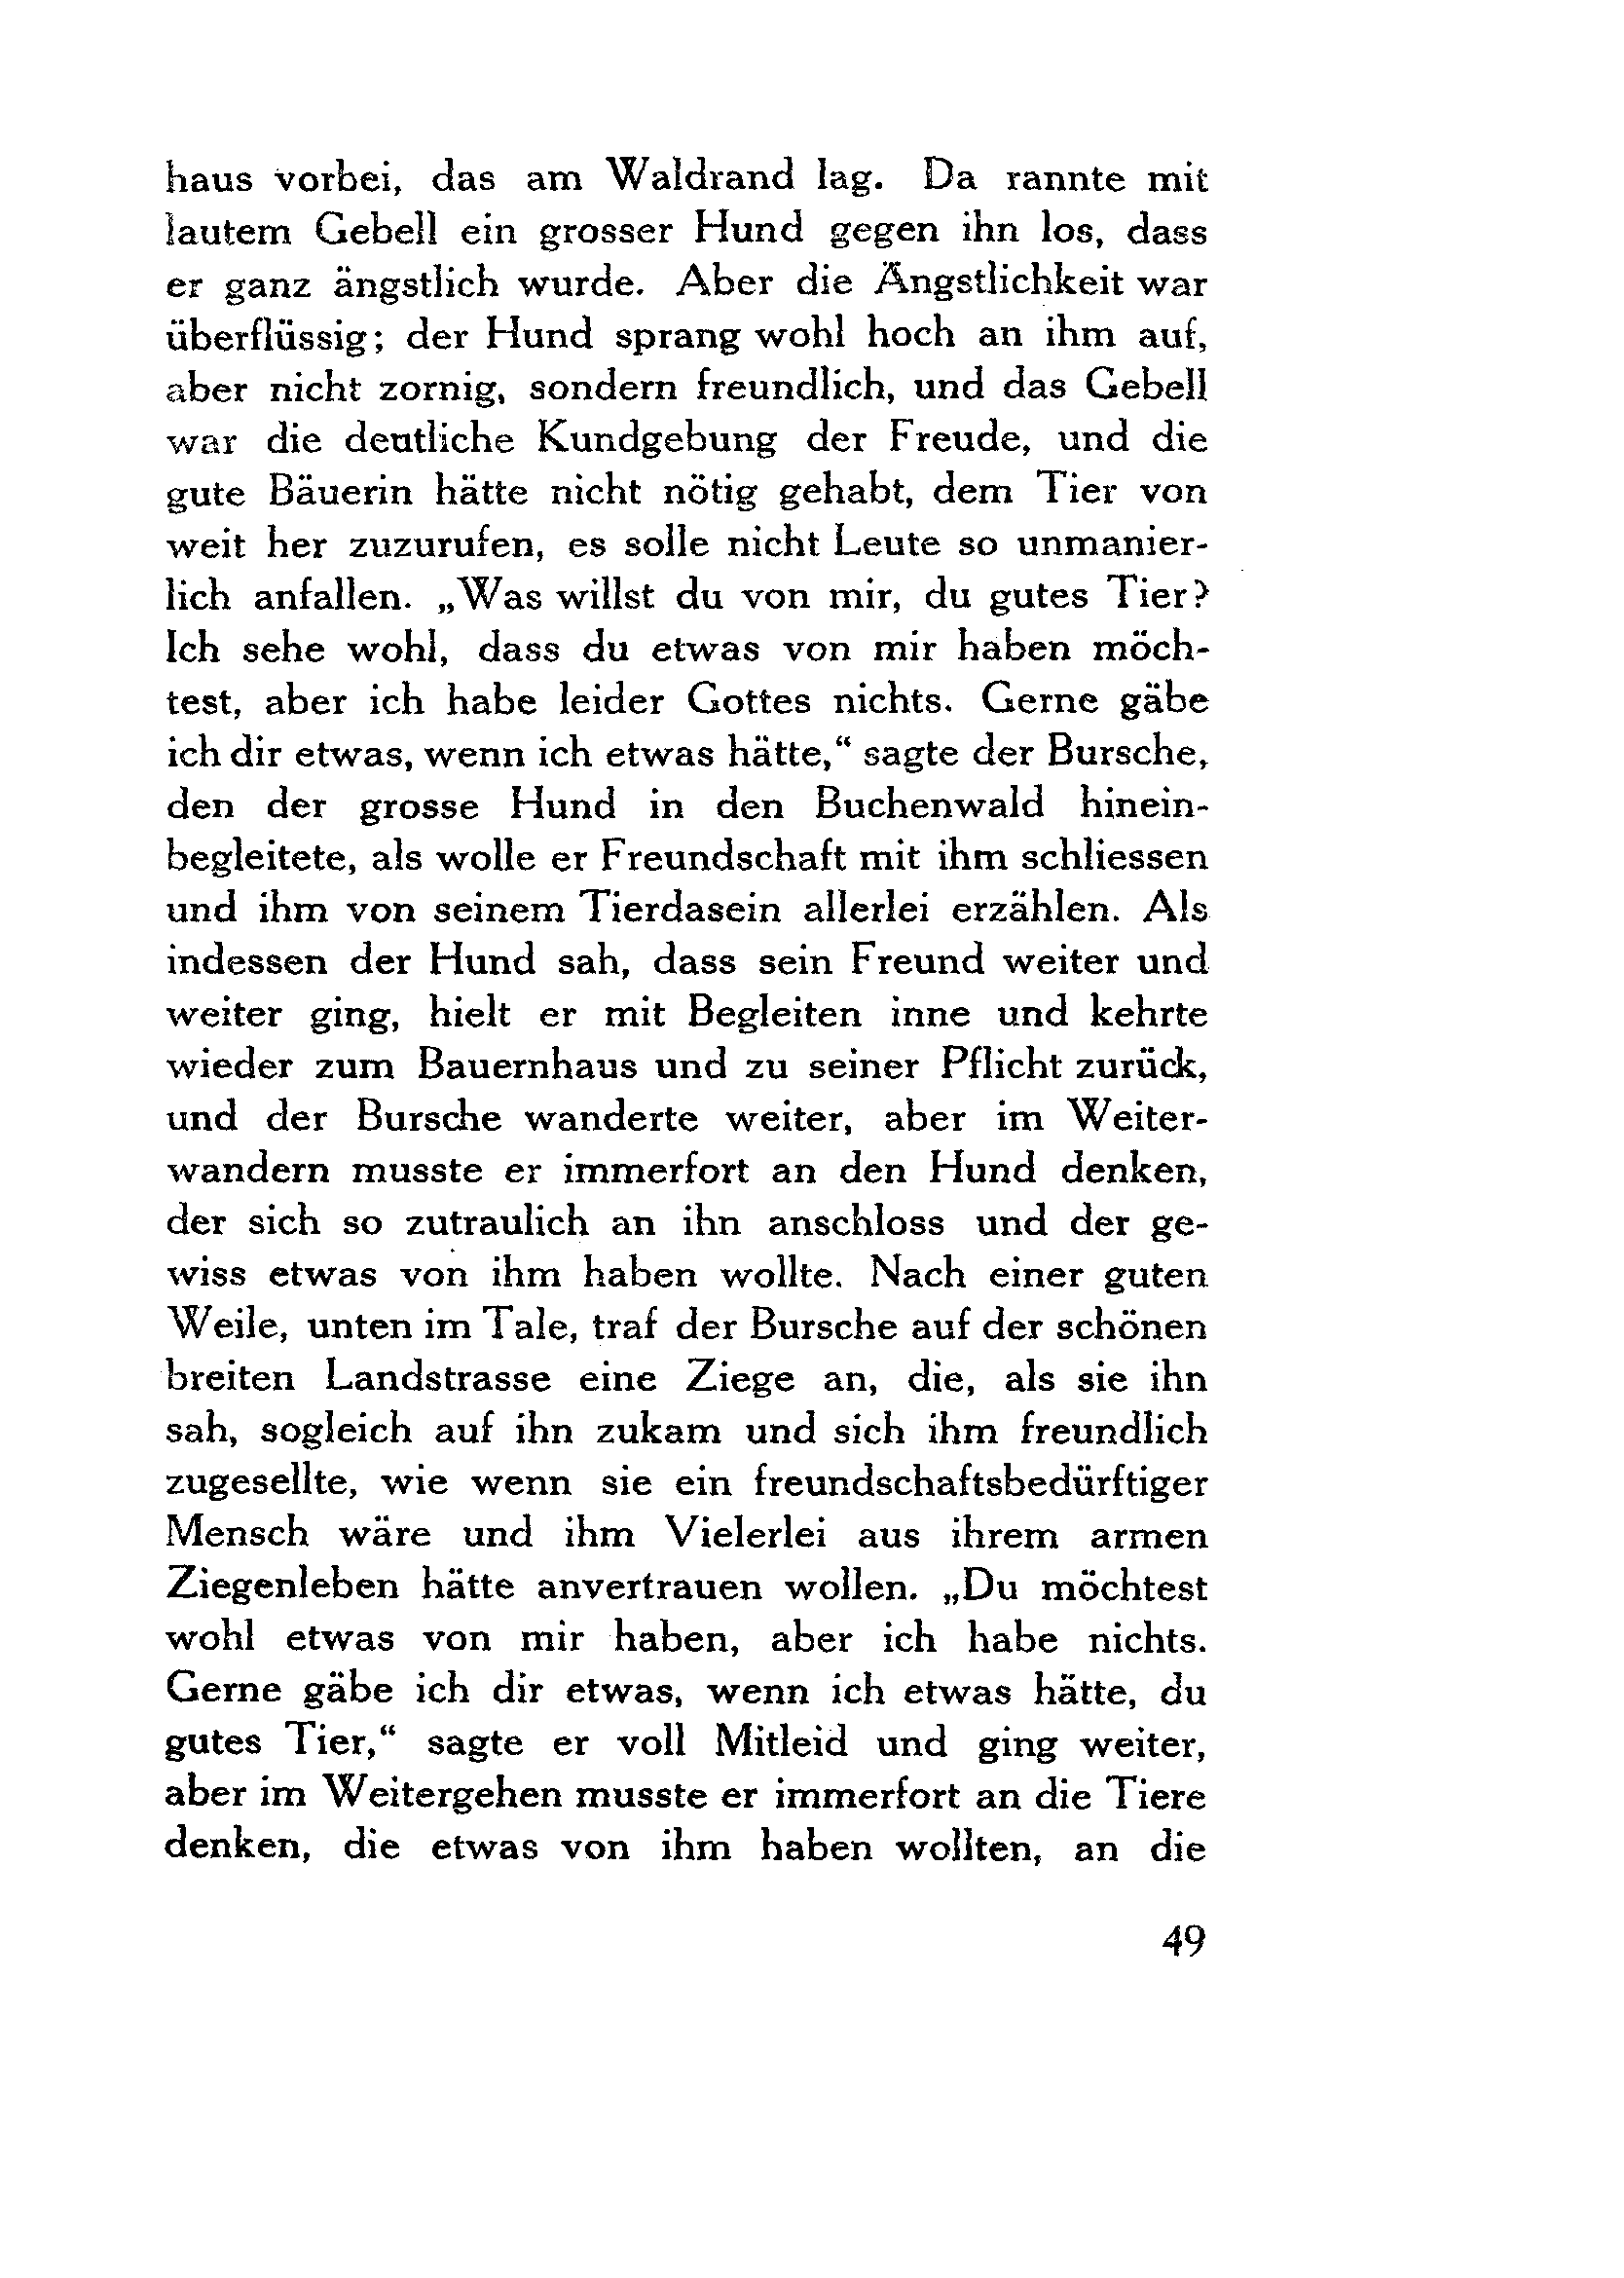 haus vorbei, das am Waldrand lag. Da rannte mit
lautem Gebell ein grosser Hund gegen ihn los, dass
er ganz ängstlich wurde. Aber die Ängstlichkeit war
überflüssig; der Hund sprang wohl hoch an ihm auf,
aber nicht zornig, sondern freundlich, und das Gebell
war die deutliche Kundgebung der Freude, und die
gute Bäuerin hätte nicht nötig gehabt, dem Tier von
weit her zuzurufen, es solle nicht Leute so unmanier-
lich anfallen. „Was willst du von mir, du gutes Tier?
Ich sehe wohl, dass du etwas von mir haben möch-
test, aber ich habe leider Gottes nichts. Gerne gäbe
ich dir etwas, wenn ich etwas hätte,“ sagte der Bursche,
den der grosse Hund in den Buchenwald hinein-
begleitete, als wolle er Freundschaft mit ihm schliessen
und ihm von seinem Tierdasein allerlei erzählen. Als
indessen der Hund sah, dass sein Freund weiter und
weiter ging, hielt er mit Begleiten inne und kehrte
wieder zum Bauernhaus und zu seiner Pflicht zurück,
und der Bursche wanderte weiter, aber im Weiter-
wandern musste er immerfort an den Hund denken,
der sich so zutraulich an ihn anschloss und der ge-
wiss etwas von ihm haben wollte. Nach einer guten
Weile, unten im Tale, traf der Bursche auf der schönen
breiten Landstrasse eine Ziege an, die, als sie ihn
sah, sogleich auf ihn zukam und sich ihm freundlich
zugesellte, wie wenn sie ein freundschaftsbedürftiger
Mensch wäre und ihm Vielerlei aus ihrem armen
Ziegenleben hätte anvertrauen wollen. „Du möchtest
wohl etwas von mir haben, aber ich habe nichts.
Gerne gäbe ich dir etwas, wenn ich etwas hätte, du
gutes Tier,“ sagte er voll Mitleid und ging weiter,
aber im Weitergehen musste er immerfort an die Tiere
denken, die etwas von ihm haben wollten, an die
49